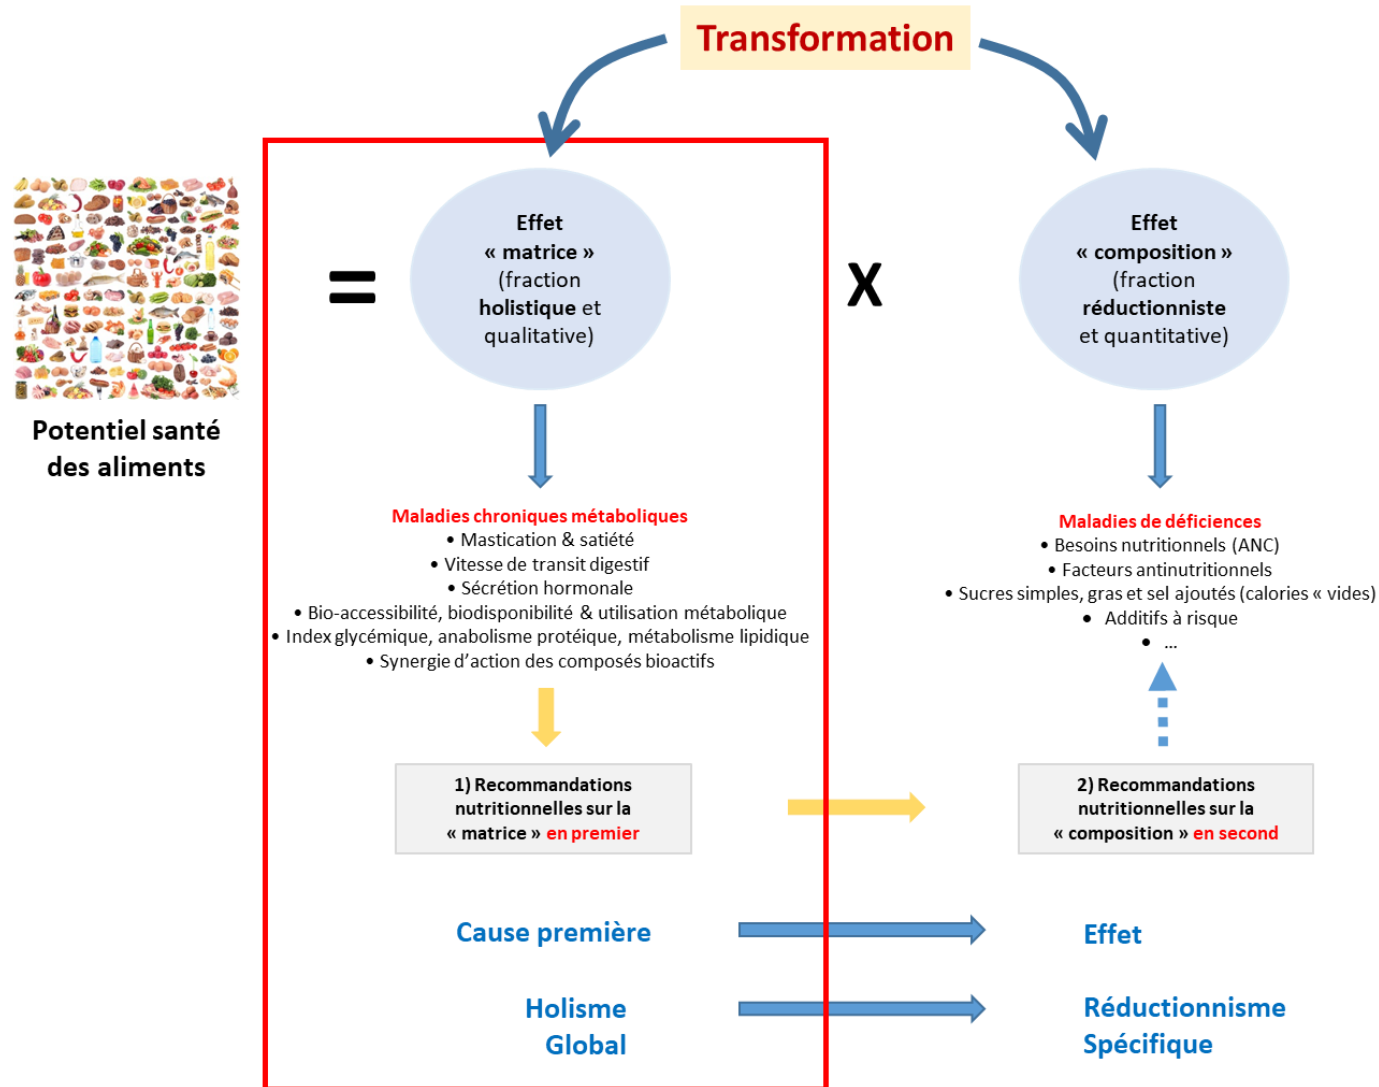 Transformation
Effet
« matrice »
(fraction
holistique et
qualitative)
=
X
Effet
« composition »
(fraction
réductionniste
et quantitative)
Potentiel santé
des aliments
Maladies chroniques métaboliques
• Mastication & satiété
• Vitesse de transit digestif
• Sécrétion hormonale
• Bio-accessibilité, biodisponibilité & utilisation métabolique
• Index glycémique, anabolisme protéique, métabolisme lipidique
• Synergie d’action des composés bioactifs
Maladies de déficiences
• Besoins nutritionnels (ANC)
• Facteurs antinutritionnels
• Sucres simples, gras et sel ajoutés (calories « vides)
• Additifs à risque
• ...
1) Recommandations
nutritionnelles sur la
« matrice » en premier
2) Recommandations
nutritionnelles sur la
« composition » en second
Cause première
Effet
Holisme
Global
Réductionnisme
Spécifique